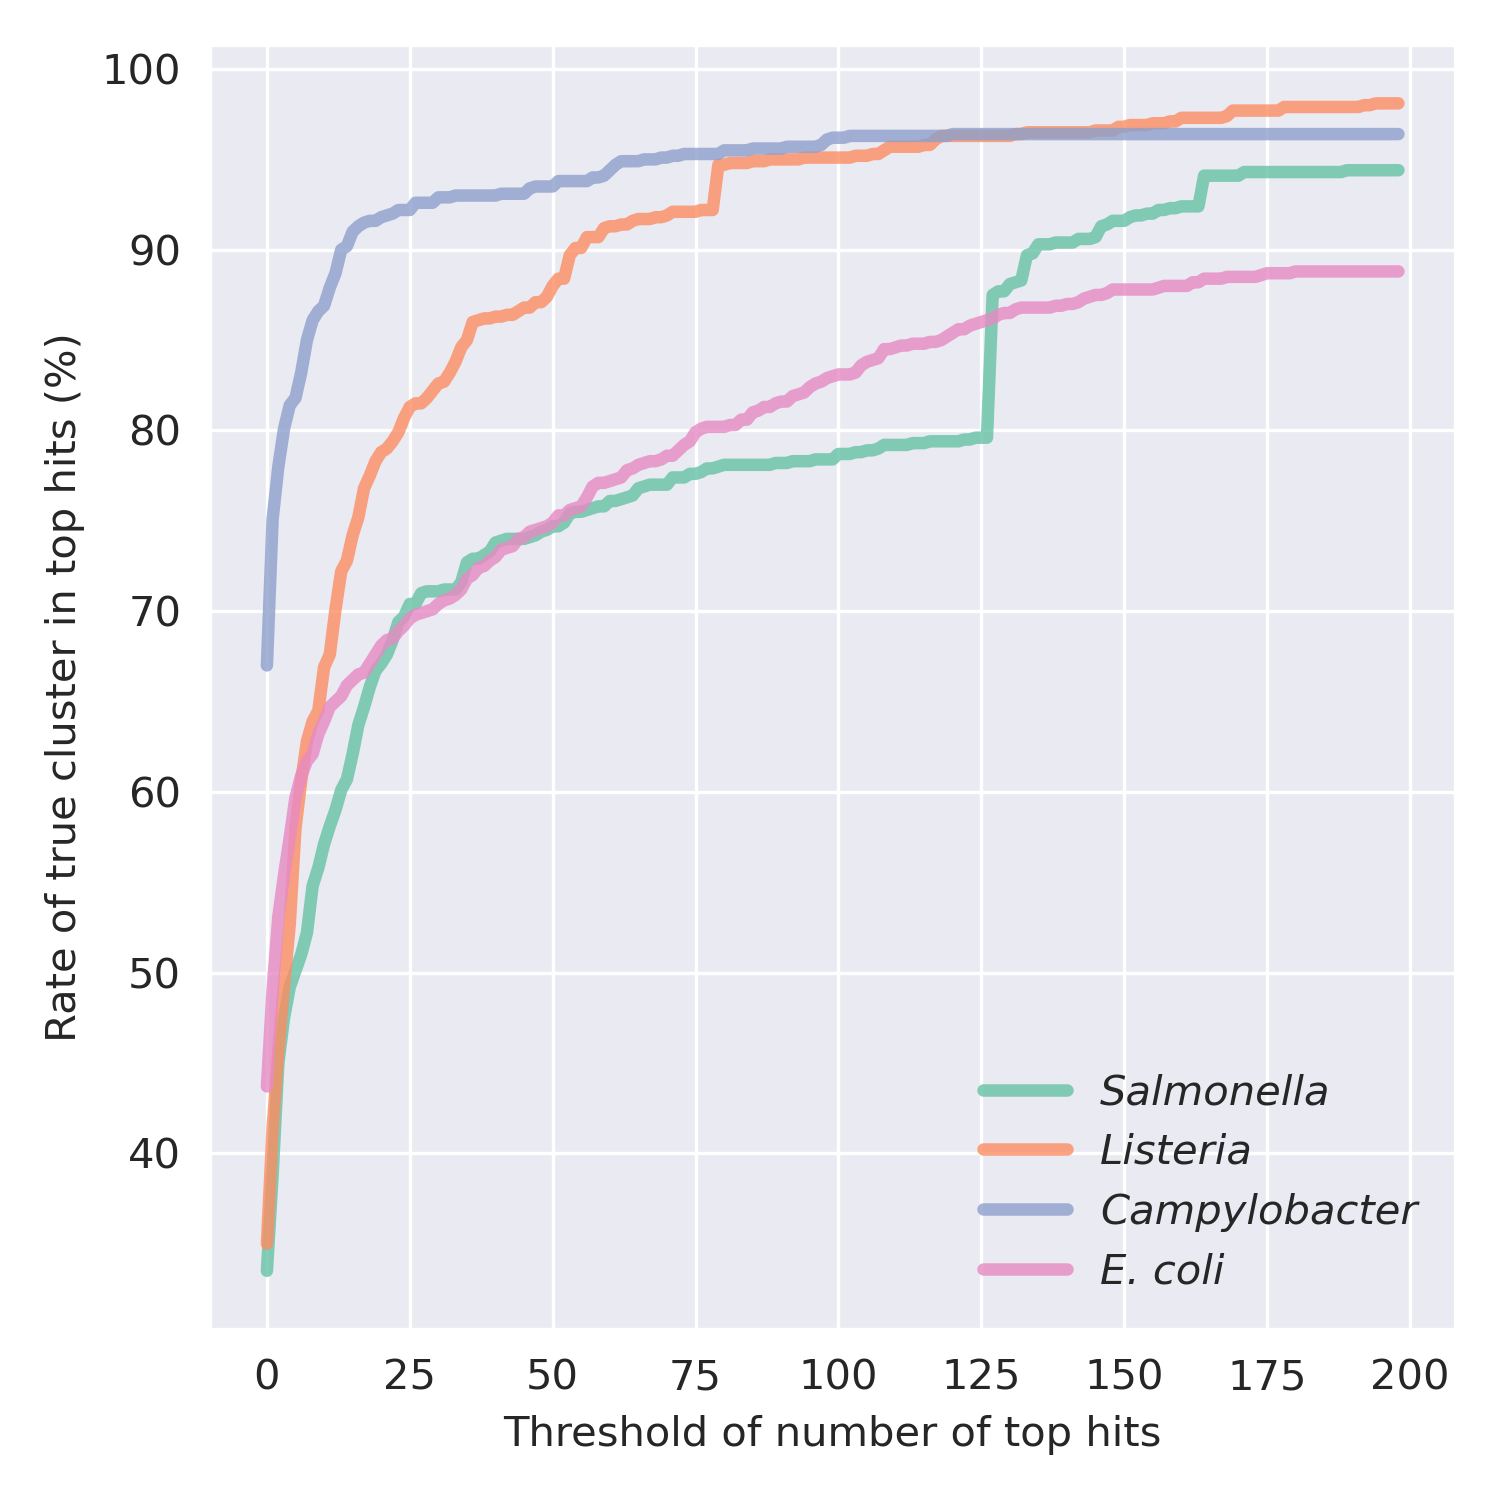 100
90
80
70
60
50
40
Rate of true cluster in top hits (%)
Salmonella
Listeria
Campylobacter
E. coli
0 25 50 75 100 125 150 175 200
Threshold of number of top hits